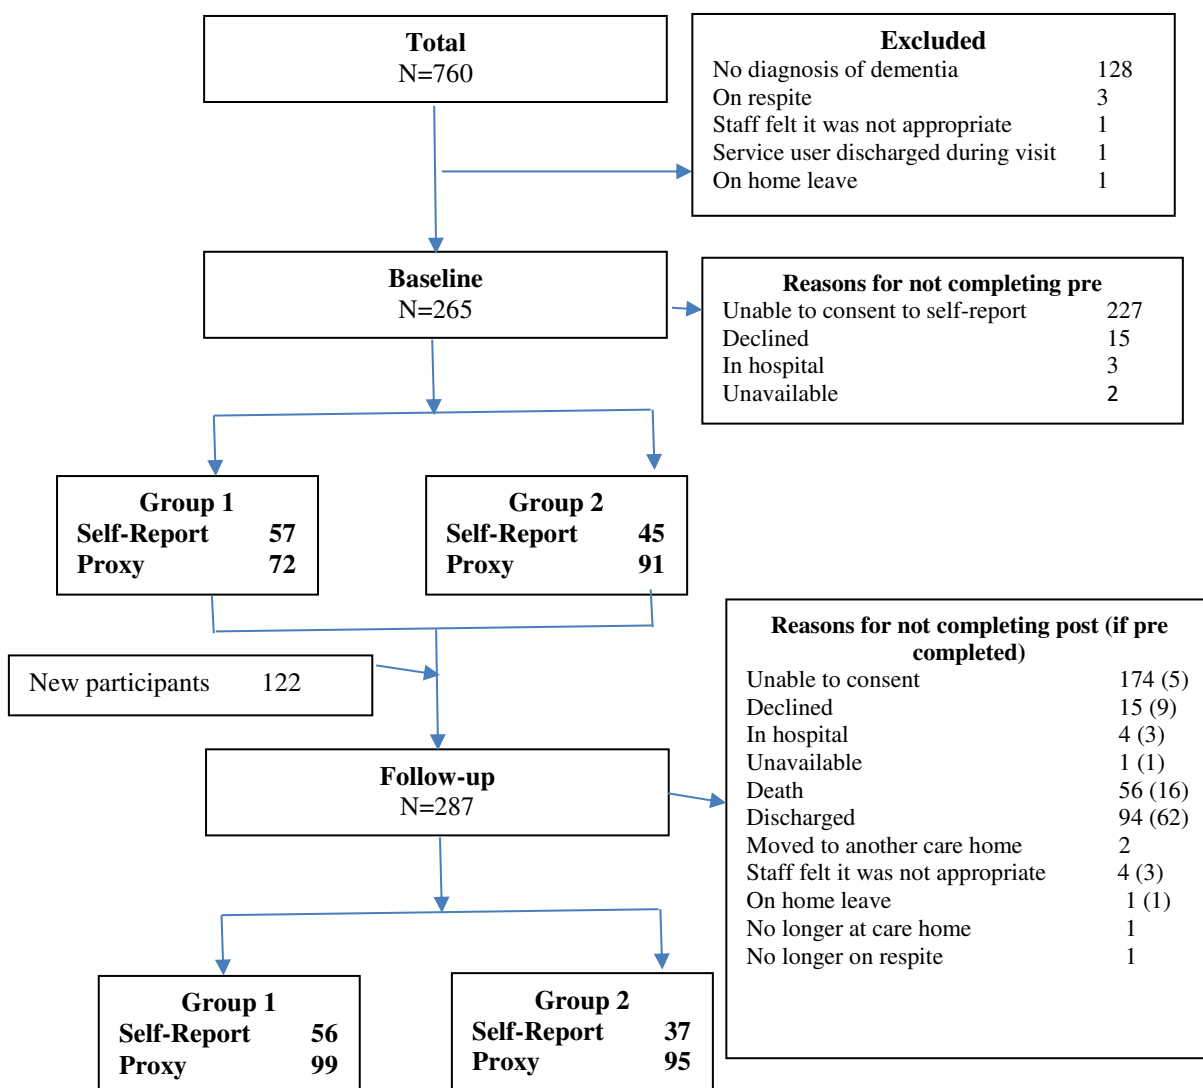 Total
N=760
Excluded
No diagnosis of dementia 128
On respite 3
Staff felt it was not appropriate 1
Service user discharged during visit 1
On home leave 1
Baseline
N=265
Reasons for not completing pre
Unable to consent to self-report 227
Declined 15
In hospital 3
Unavailable 2
Group 1
Self-Report 57
Proxy 72
Group 2
Self-Report 45
Proxy 91
New participants 122
Follow-up
N=287
Reasons for not completing post (if pre
completed)
Unable to consent 174 (5)
Declined 15 (9)
In hospital 4 (3)
Unavailable 1 (1)
Death 56 (16)
Discharged 94 (62)
Moved to another care home 2
Staff felt it was not appropriate 4 (3)
On home leave 1 (1)
No longer at care home 1
No longer on respite 1
Group 1
Self-Report 56
Proxy 99
Group 2
Self-Report 37
Proxy 95